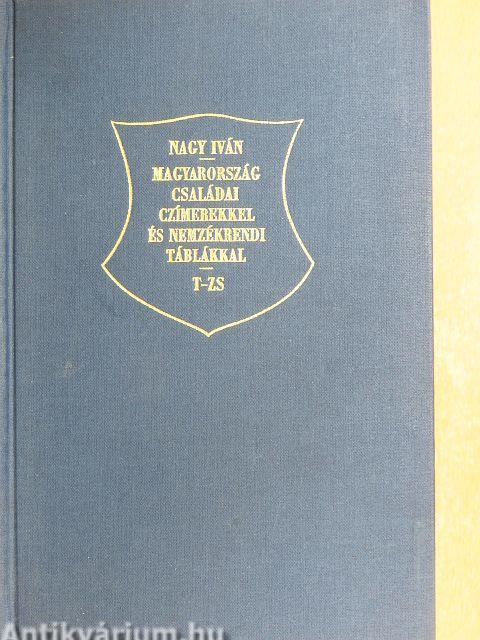 NAGY IVÁN
MAGYARORSZÁG
CSALÁDAI
CZÍMEREKKEL
ÉS NEMZÉKRENDI
TÁBLÁKKAL
T–ZS
Antikvárium.hu